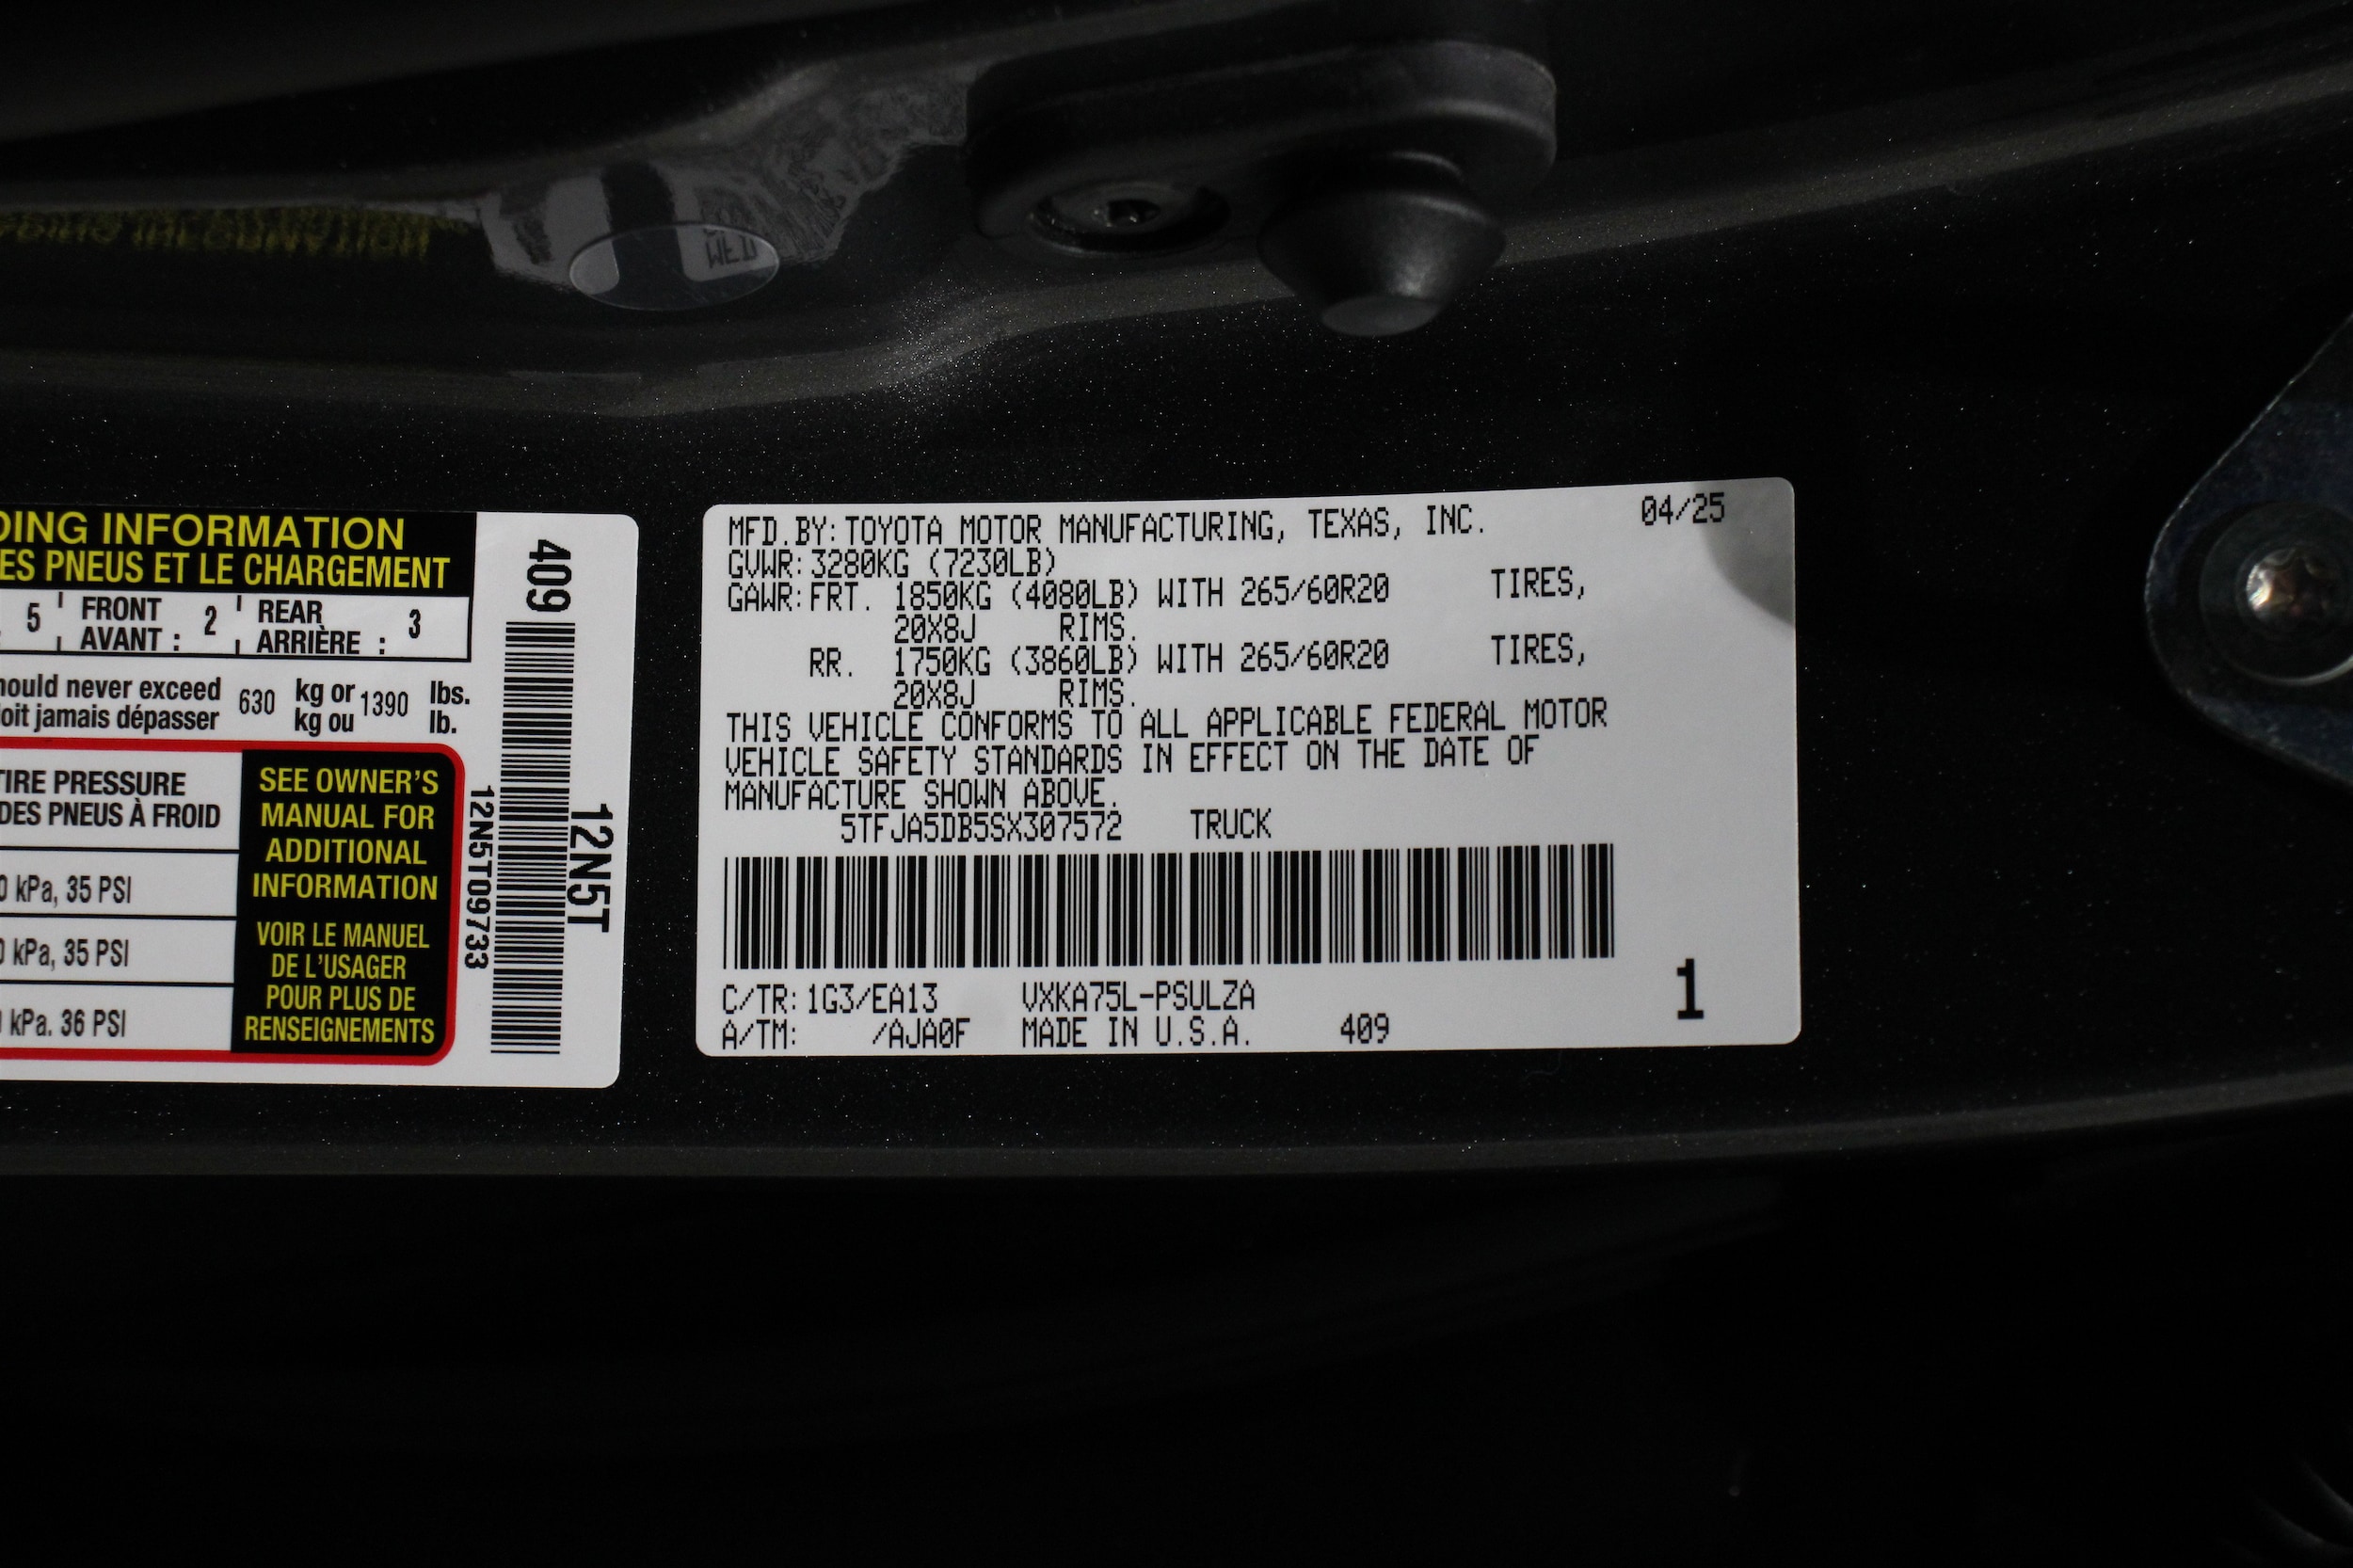 DING INFORMATION
ES PNEUS ET LE CHARGEMENT
5 FRONT 2 REAR 3
AVANT : ARRIÈRE :
hould never exceed 630 kg or 1390 lbs.
doit jamais dépasser kg ou lb.
TIRE PRESSURE
DES PNEUS À FROID
0 kPa, 35 PSI
0 kPa, 35 PSI
kPa. 36 PSI
SEE OWNER'S
MANUAL FOR
ADDITIONAL
INFORMATION
VOIR LE MANUEL
DE L'USAGER
POUR PLUS DE
RENSEIGNEMENTS
409
12N5T09733
12N5T
MFD.BY:TOYOTA MOTOR MANUFACTURING, TEXAS, INC. 04/25
GVWR:3280KG (7230LB)
GAWR:FRT. 1850KG (4080LB) WITH 265/60R20 TIRES,
20X8J RIMS.
RR. 1750KG (3860LB) WITH 265/60R20 TIRES,
20X8J RIMS.
THIS VEHICLE CONFORMS TO ALL APPLICABLE FEDERAL MOTOR
VEHICLE SAFETY STANDARDS IN EFFECT ON THE DATE OF
MANUFACTURE SHOWN ABOVE.
5TFJA5DB5SX307572 TRUCK
C/TR:1G3/EA13 VXKA75L-PSULZA
A/TM: /AJA0F MADE IN U.S.A. 409
1